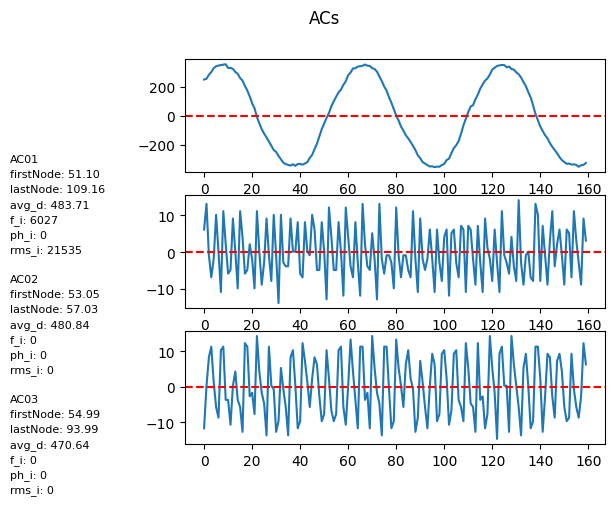 ACs
200
0
−200
0
20
40
60
80
100
120
140
160
AC01
firstNode: 51.10
lastNode: 109.16
avg_d: 483.71
f_i: 6027
ph_i: 0
rms_i: 21535
10
0
−10
0
20
40
60
80
100
120
140
160
AC02
firstNode: 53.05
lastNode: 57.03
avg_d: 480.84
f_i: 0
ph_i: 0
rms_i: 0
10
0
−10
0
20
40
60
80
100
120
140
160
AC03
firstNode: 54.99
lastNode: 93.99
avg_d: 470.64
f_i: 0
ph_i: 0
rms_i: 0